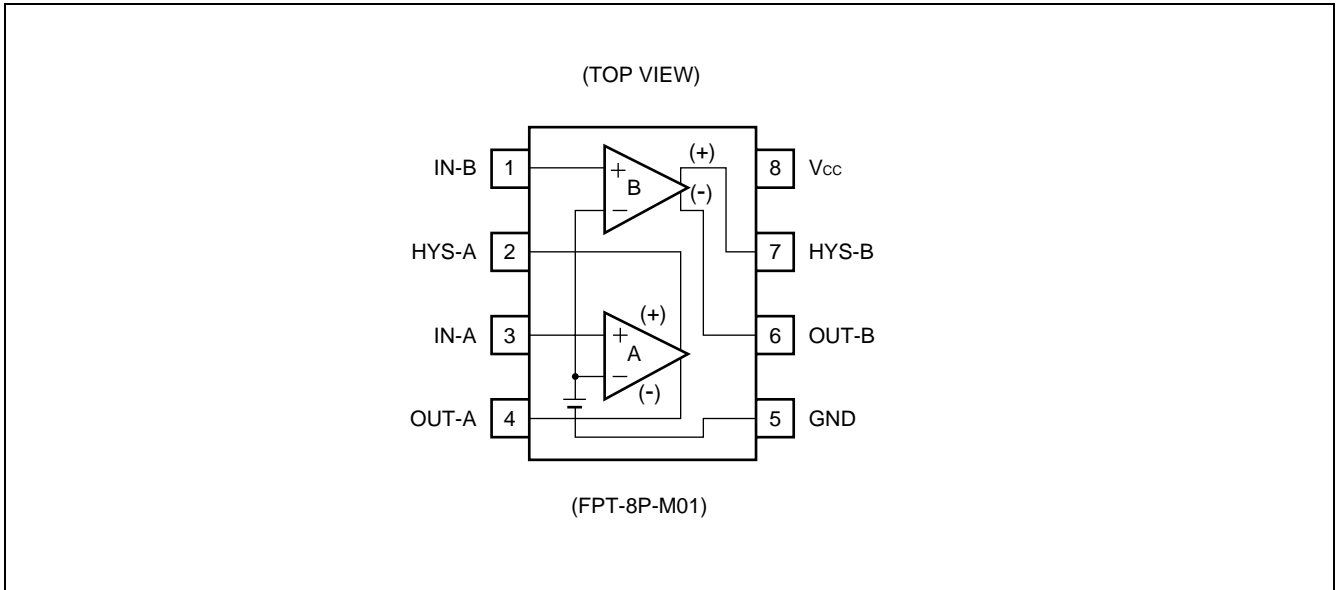 (TOP VIEW)
IN-B 1
HYS-A 2
IN-A 3
OUT-A 4
+
B
−
(+)
(-)
(+)
+
A
−
(-)
8 VCC
7 HYS-B
6 OUT-B
5 GND
(FPT-8P-M01)